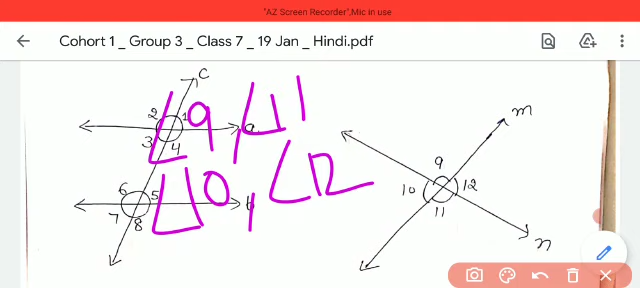 "AZ Screen Recorder",Mic in use
Cohort 1 _ Group 3 _ Class 7 _ 19 Jan _ Hindi.pdf
c
2 1
3 4
a
∠9, ∠11
6 5
7 8
b
∠10, ∠12
m
9
10 12
11
n